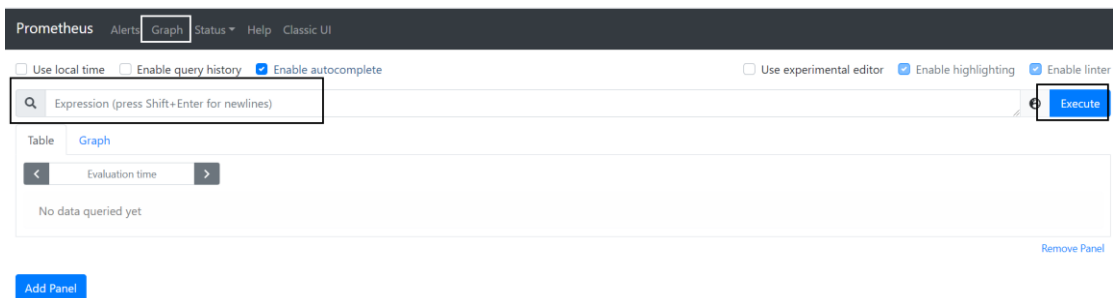 Prometheus Alerts Graph Status Help Classic UI
Use local time Enable query history Enable autocomplete Use experimental editor Enable highlighting Enable linter
Expression (press Shift+Enter for newlines) Execute
Table Graph
Evaluation time
No data queried yet
Remove Panel
Add Panel